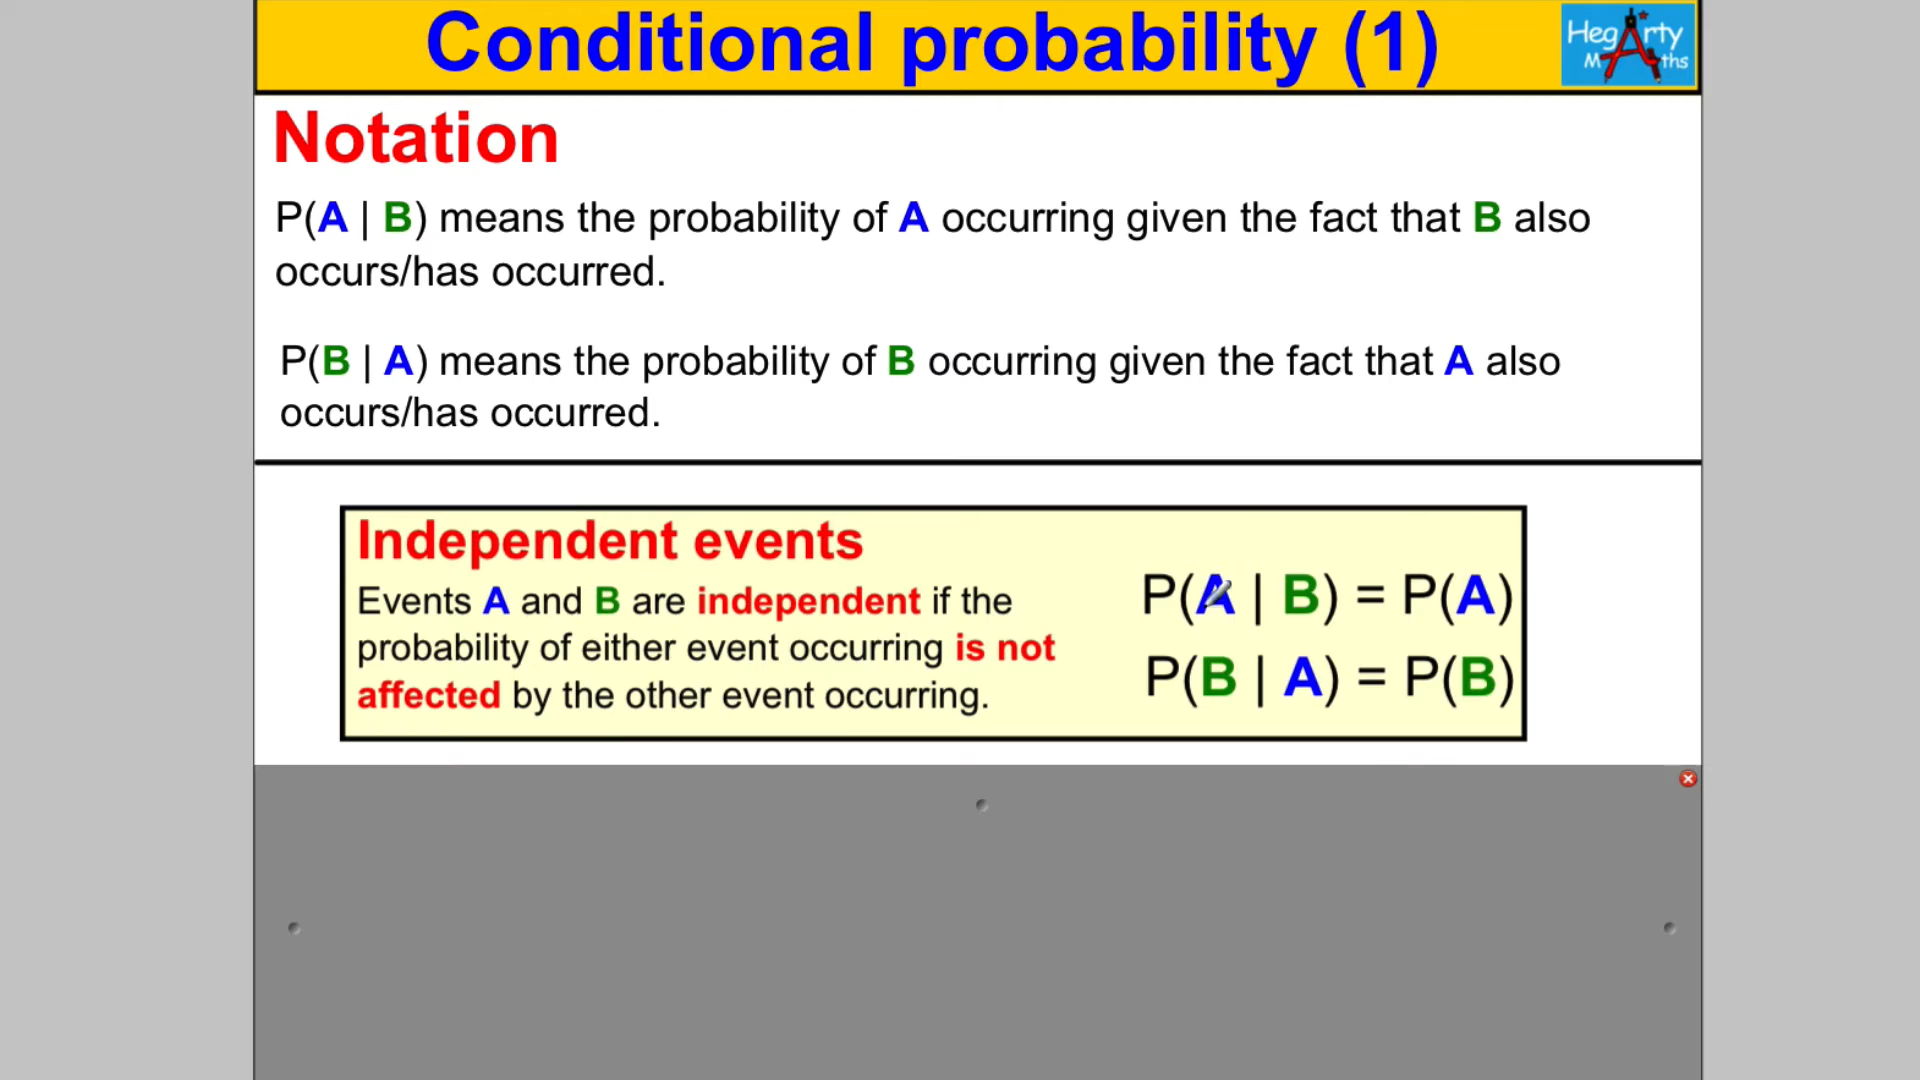 Conditional probability (1)
HegArty
Maths
Notation
P(A | B) means the probability of A occurring given the fact that B also
occurs/has occurred.
P(B | A) means the probability of B occurring given the fact that A also
occurs/has occurred.
Independent events
Events A and B are independent if the
probability of either event occurring is not
affected by the other event occurring.
P(A | B) = P(A)
P(B | A) = P(B)